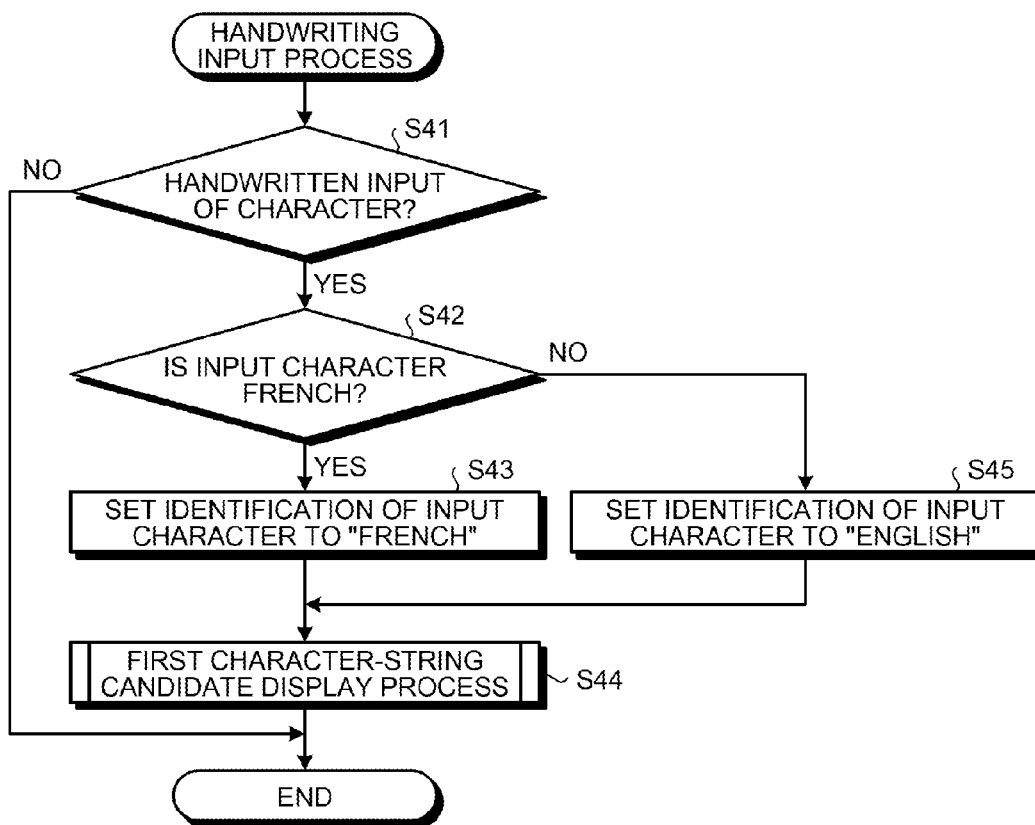 HANDWRITING
INPUT PROCESS
S41
NO
HANDWRITTEN INPUT
OF CHARACTER?
YES
S42
NO
IS INPUT CHARACTER
FRENCH?
YES
S43
S45
SET IDENTIFICATION OF INPUT
CHARACTER TO "FRENCH"
SET IDENTIFICATION OF INPUT
CHARACTER TO "ENGLISH"
FIRST CHARACTER-STRING
CANDIDATE DISPLAY PROCESS
S44
END